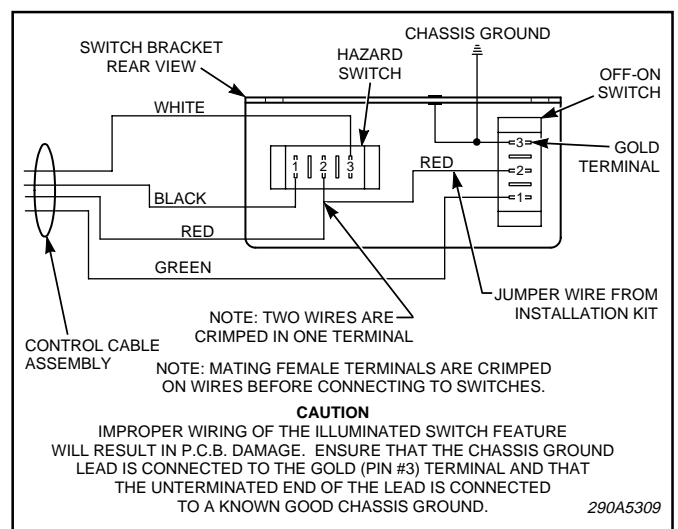 CHASSIS GROUND
SWITCH BRACKET
REAR VIEW
HAZARD
SWITCH
OFF-ON
SWITCH
WHITE
3
GOLD
TERMINAL
1 2 3
RED
2
BLACK
1
RED
GREEN
JUMPER WIRE FROM
INSTALLATION KIT
NOTE: TWO WIRES ARE
CRIMPED IN ONE TERMINAL
CONTROL CABLE
ASSEMBLY
NOTE: MATING FEMALE TERMINALS ARE CRIMPED
ON WIRES BEFORE CONNECTING TO SWITCHES.
CAUTION
IMPROPER WIRING OF THE ILLUMINATED SWITCH FEATURE
WILL RESULT IN P.C.B. DAMAGE. ENSURE THAT THE CHASSIS GROUND
LEAD IS CONNECTED TO THE GOLD (PIN #3) TERMINAL AND THAT
THE UNTERMINATED END OF THE LEAD IS CONNECTED
TO A KNOWN GOOD CHASSIS GROUND.
290A5309